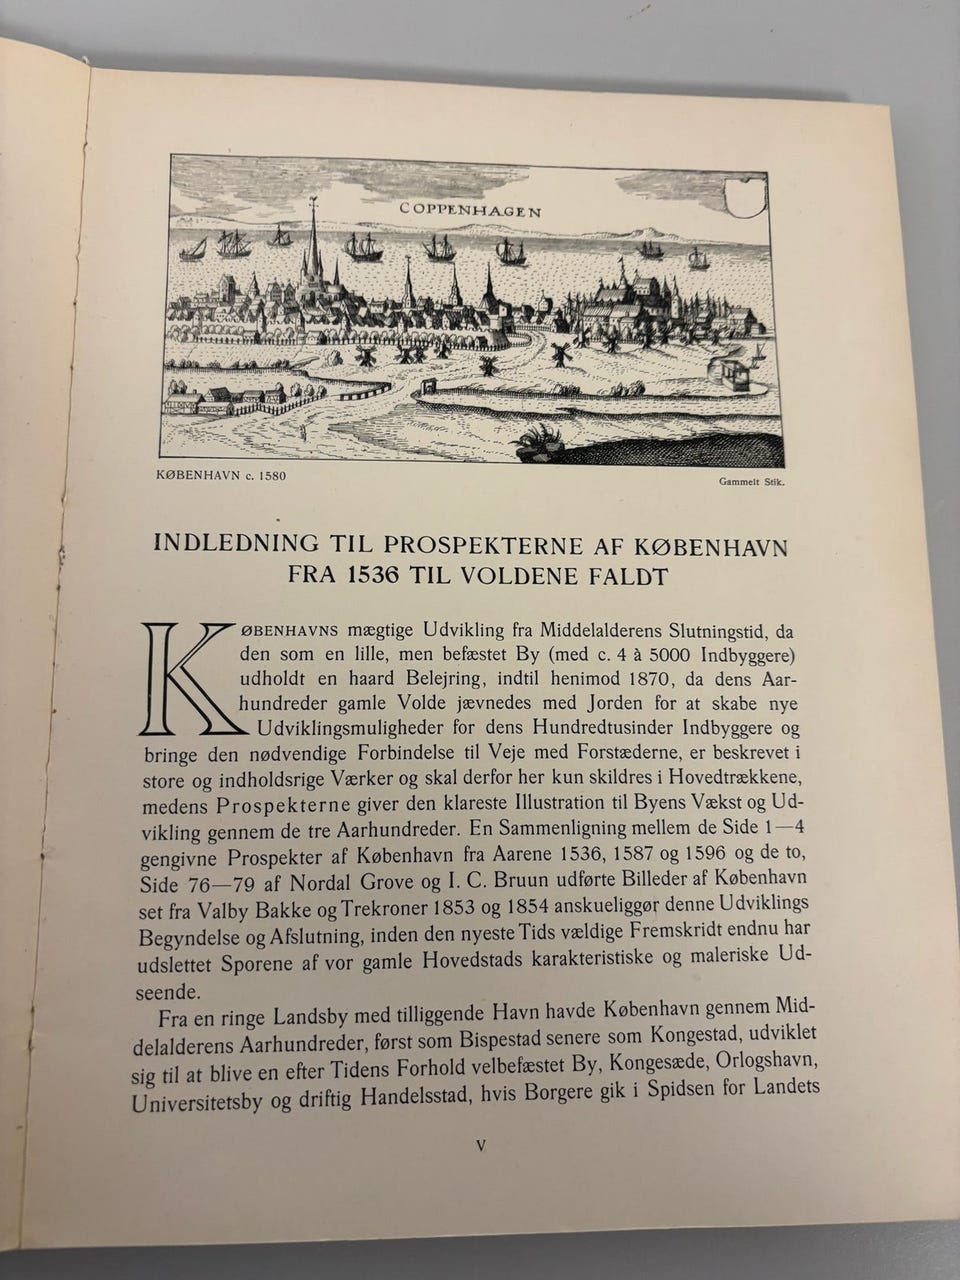 COPPENHAGEN
KØBENHAVN c. 1580
Gammelt Stik.
INDLEDNING TIL PROSPEKTERNE AF KØBENHAVN
FRA 1536 TIL VOLDENE FALDT
KØBENHAVNS mægtige Udvikling fra Middelalderens Slutningstid, da
den som en lille, men befæstet By (med c. 4 à 5000 Indbyggere)
udholdt en haard Belejring, indtil henimod 1870, da dens Aar-
hundreder gamle Volde jævnedes med Jorden for at skabe nye
Udviklingsmuligheder for dens Hundredtusinder Indbyggere og
bringe den nødvendige Forbindelse til Veje med Forstæderne, er beskrevet i
store og indholdsrige Værker og skal derfor her kun skildres i Hovedtrækkene,
medens Prospekterne giver den klareste Illustration til Byens Vækst og Ud-
vikling gennem de tre Aarhundreder. En Sammenligning mellem de Side 1—4
gengivne Prospekter af København fra Aarene 1536, 1587 og 1596 og de to,
Side 76—79 af Nordal Grove og I. C. Bruun udførte Billeder af København
set fra Valby Bakke og Trekroner 1853 og 1854 anskueliggør denne Udviklings
Begyndelse og Afslutning, inden den nyeste Tids vældige Fremskridt endnu har
udslettet Sporene af vor gamle Hovedstads karakteristiske og maleriske Ud-
seende.
Fra en ringe Landsby med tilliggende Havn havde København gennem Mid-
delalderens Aarhundreder, først som Bispestad senere som Kongestad, udviklet
sig til at blive en efter Tidens Forhold velbefæstet By, Kongesæde, Orlogshavn,
Universitetsby og driftig Handelsstad, hvis Borgere gik i Spidsen for Landets
V